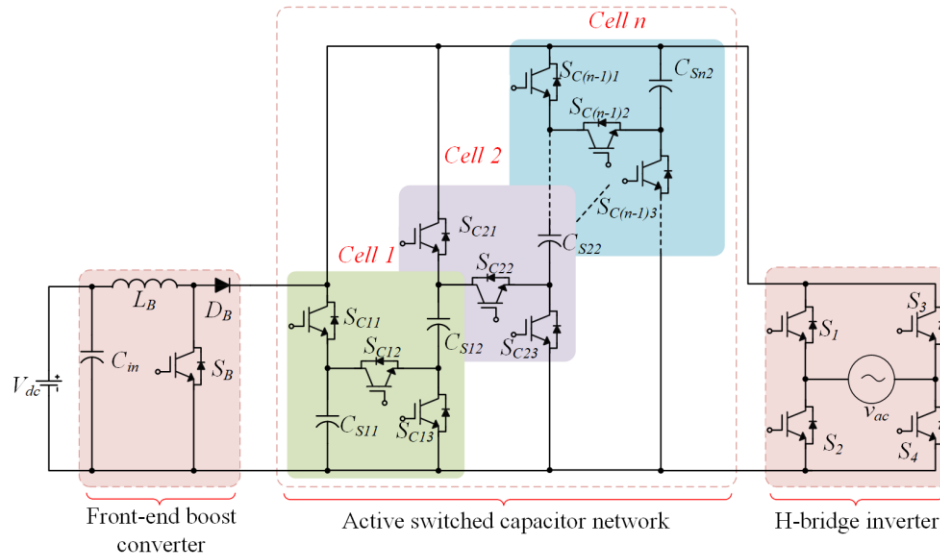 Cell n
S_C(n-1)1
C_Sn2
S_C(n-1)2
Cell 2
S_C(n-1)3
S_C21
C_S22
Cell 1
S_C22
L_B
D_B
S_C11
S_C12
C_S12
S_C23
S_1
S_3
V_dc
C_in
S_B
C_S11
S_C13
v_ac
S_2
S_4
Front-end boost
converter
Active switched capacitor network
H-bridge inverter